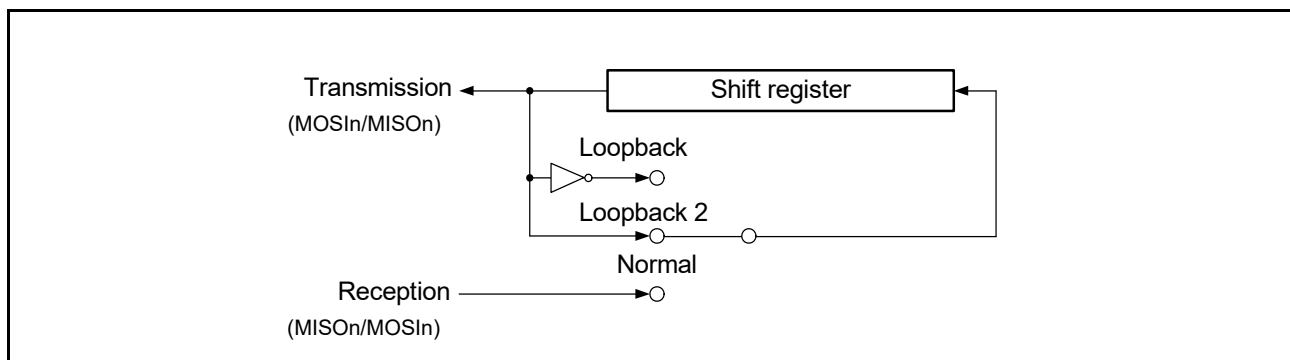 Transmission
(MOSIn/MISOn)
Shift register
Loopback
Loopback 2
Normal
Reception
(MISOn/MOSIn)